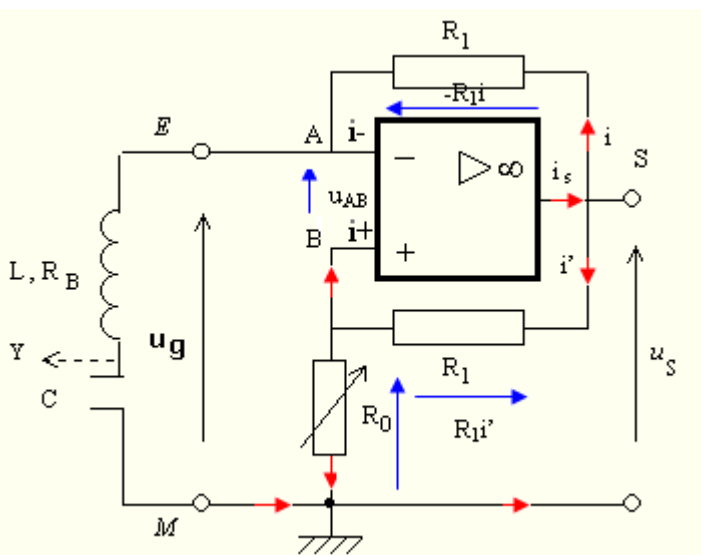 R1
-R1i
E
A
i-
i
S
− ▷ ∞
is
uAB
B
i+
+
i'
L, RB
ug
Y
C
R1
uS
R0
R1i'
M